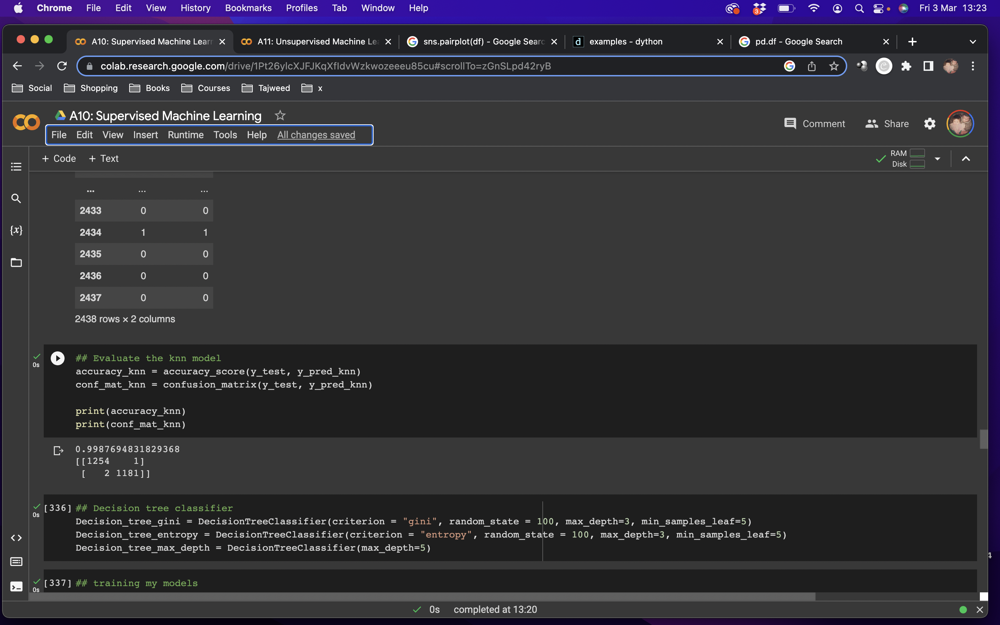 Chrome File Edit View History Bookmarks Profiles Tab Window Help 3 Fri 3 Mar 13:23
A10: Supervised Machine Learn A11: Unsupervised Machine Le sns.pairplot(df) - Google Searc d examples - dython pd.df - Google Search
colab.research.google.com/drive/1Pt26ylcXJFJKqXfIdvWzkwozeeeu85cu#scrollTo=zGnSLpd42ryB
Social Shopping Books Courses Tajweed x
A10: Supervised Machine Learning
File Edit View Insert Runtime Tools Help All changes saved
Comment Share
+ Code + Text
RAM
Disk
... ... ...
2433 0 0
2434 1 1
2435 0 0
2436 0 0
2437 0 0
2438 rows × 2 columns
{x}
0s
## Evaluate the knn model
accuracy_knn = accuracy_score(y_test, y_pred_knn)
conf_mat_knn = confusion_matrix(y_test, y_pred_knn)
print(accuracy_knn)
print(conf_mat_knn)
0.9987694831829368
[[1254    1]
 [   2 1181]]
[336] ## Decision tree classifier
0s
Decision_tree_gini = DecisionTreeClassifier(criterion = "gini", random_state = 100, max_depth=3, min_samples_leaf=5)
Decision_tree_entropy = DecisionTreeClassifier(criterion = "entropy", random_state = 100, max_depth=3, min_samples_leaf=5)
Decision_tree_max_depth = DecisionTreeClassifier(max_depth=5)
4
[337] ## training my models
0s
0s completed at 13:20